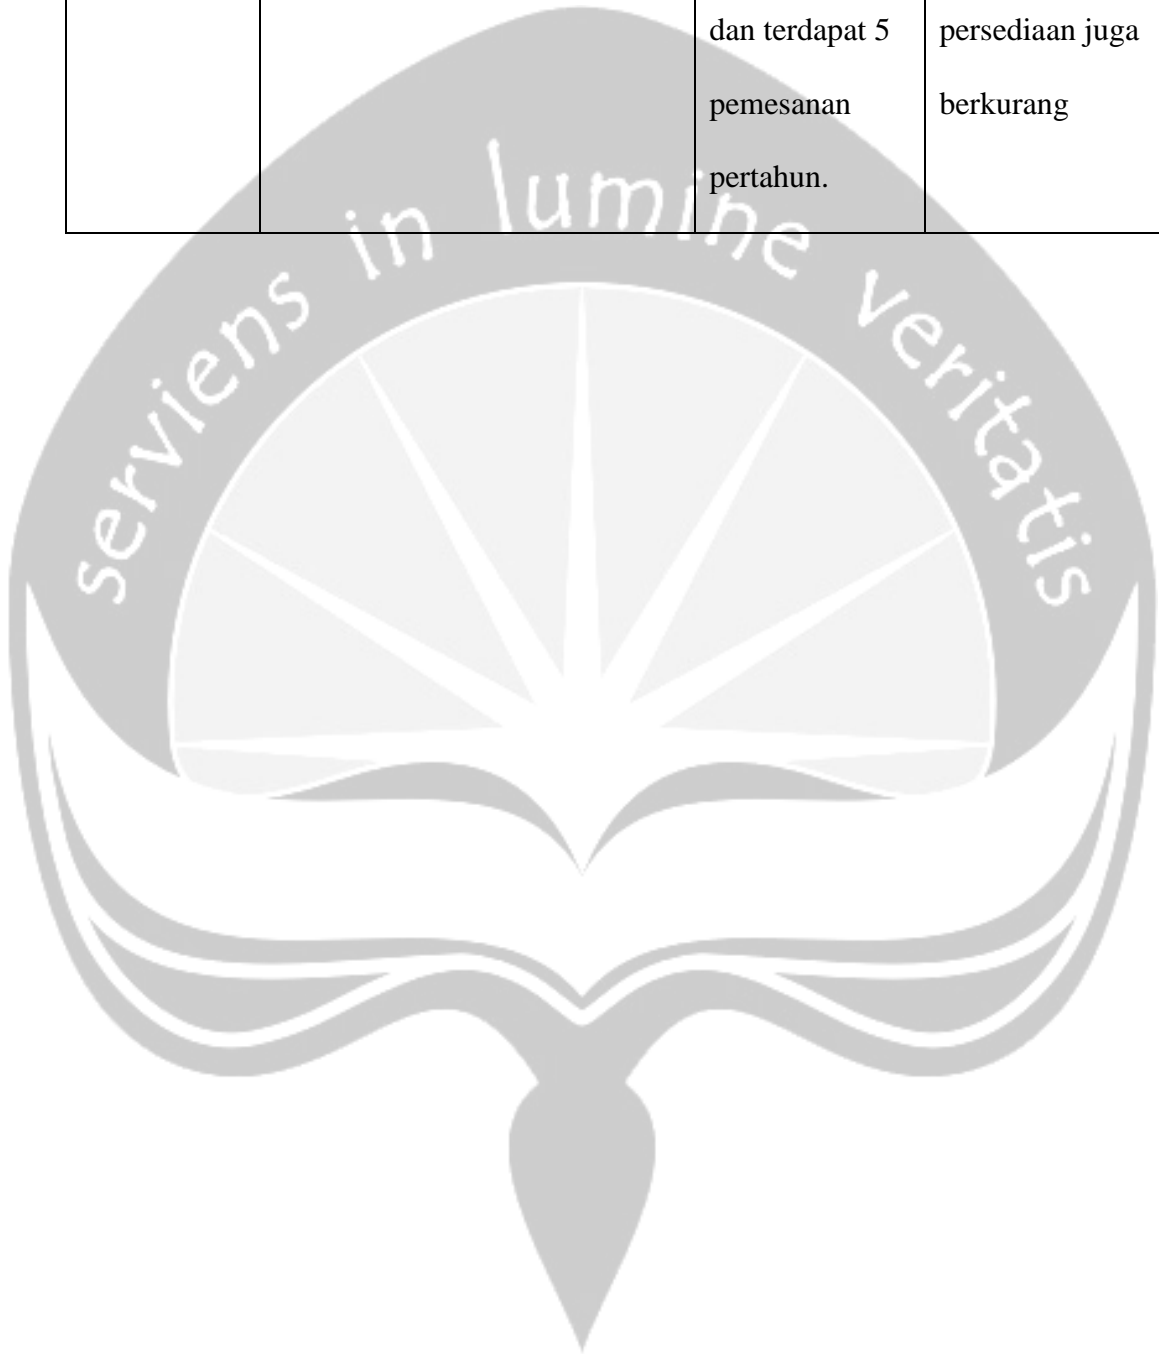 dan terdapat 5
pemesanan
pertahun.
persediaan juga
berkurang
serviens in lumine veritatis